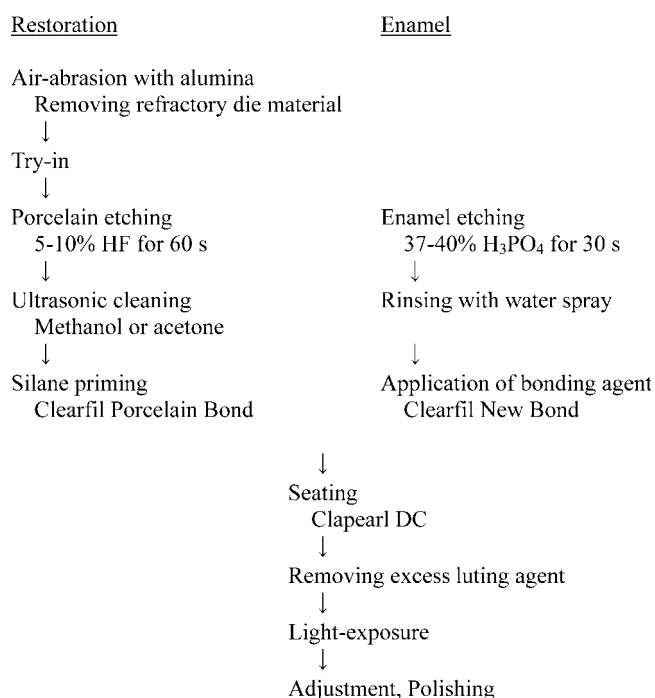 Restoration
Air-abrasion with alumina
Removing refractory die material
↓
Try-in
↓
Porcelain etching
5-10% HF for 60 s
↓
Ultrasonic cleaning
Methanol or acetone
↓
Silane priming
Clearfil Porcelain Bond
Enamel
Enamel etching
37-40% H₃PO₄ for 30 s
↓
Rinsing with water spray
↓
Application of bonding agent
Clearfil New Bond
↓
Seating
Clapearl DC
↓
Removing excess luting agent
↓
Light-exposure
↓
Adjustment, Polishing